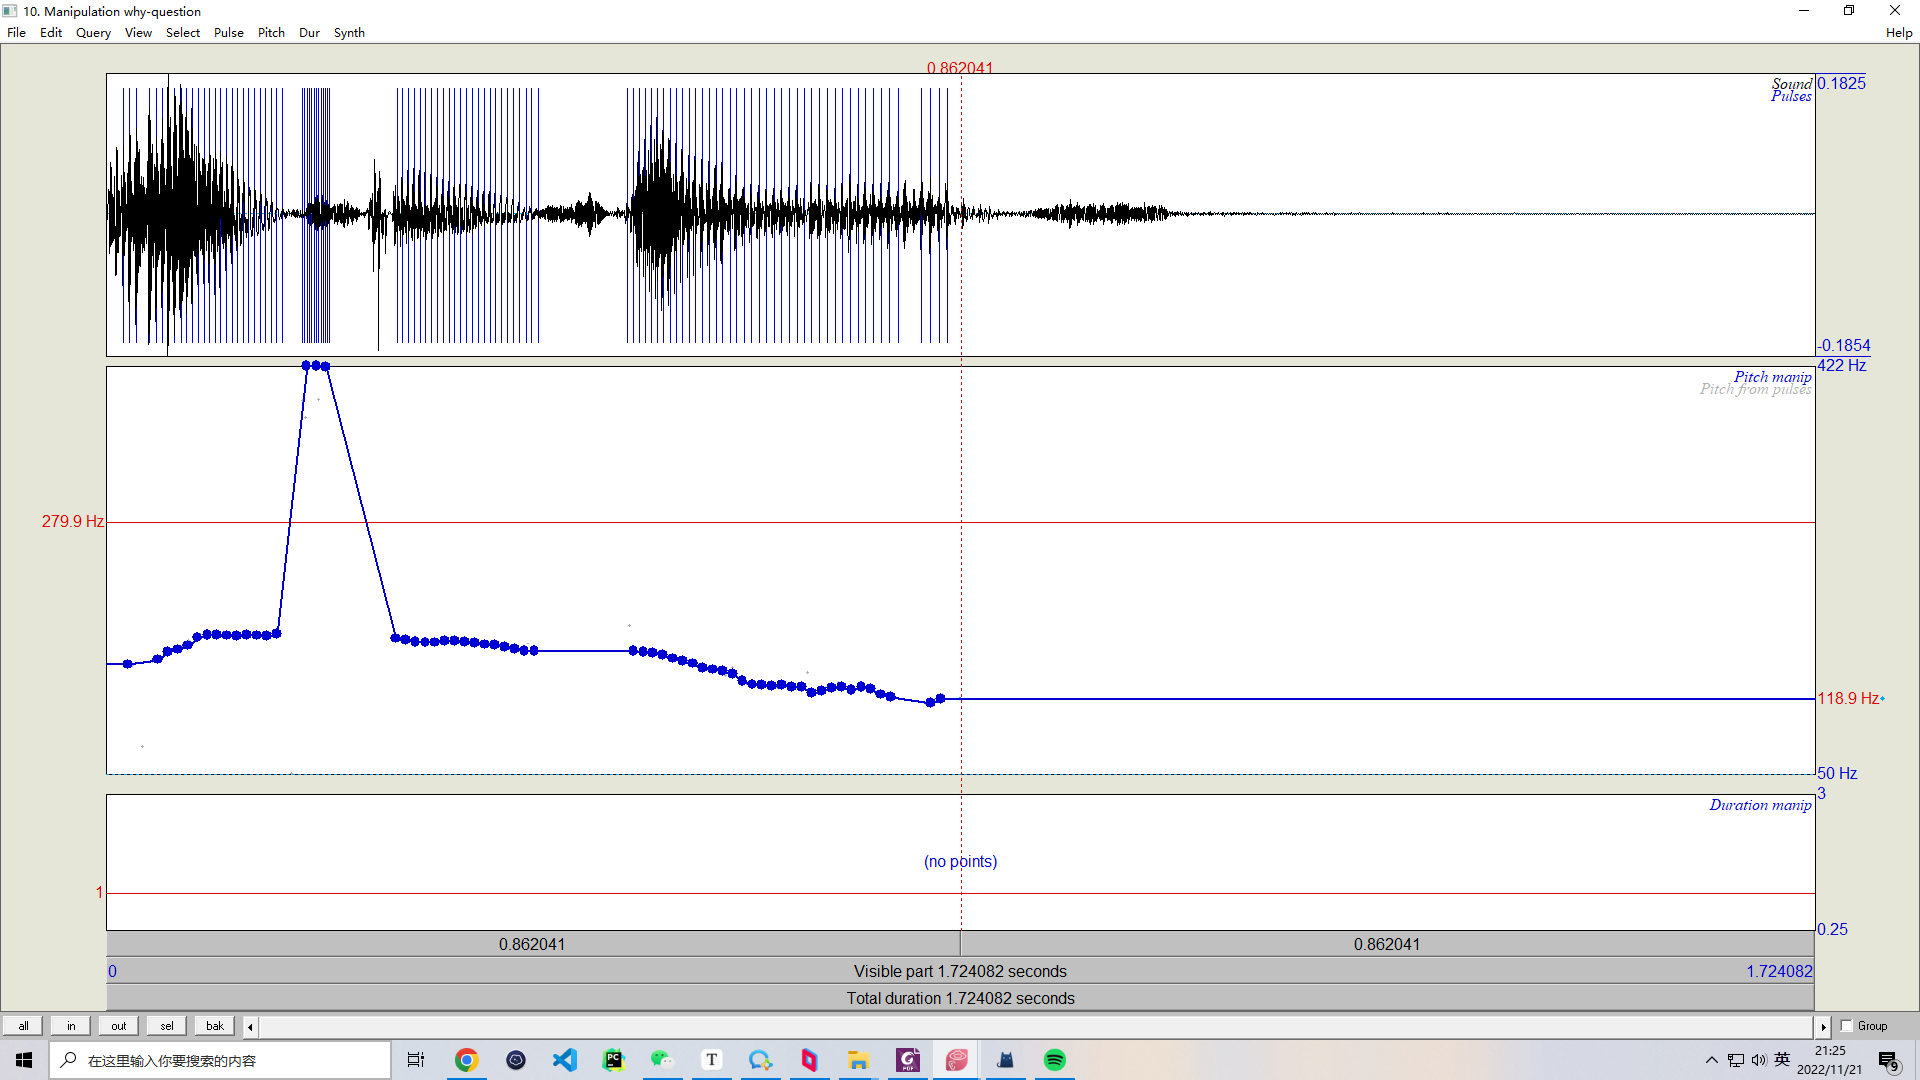 10. Manipulation why-question
File Edit Query View Select Pulse Pitch Dur Synth Help
0.862041
Sound 0.1825
Pulses
-0.1854
422 Hz
Pitch manip
Pitch from pulses
279.9 Hz
118.9 Hz
50 Hz
3
Duration manip
(no points)
1
0.25
0.862041 0.862041
0 Visible part 1.724082 seconds 1.724082
Total duration 1.724082 seconds
all in out sel bak Group
在这里输入你要搜索的内容
PC
T
PDF
英
21:25
2022/11/21
9